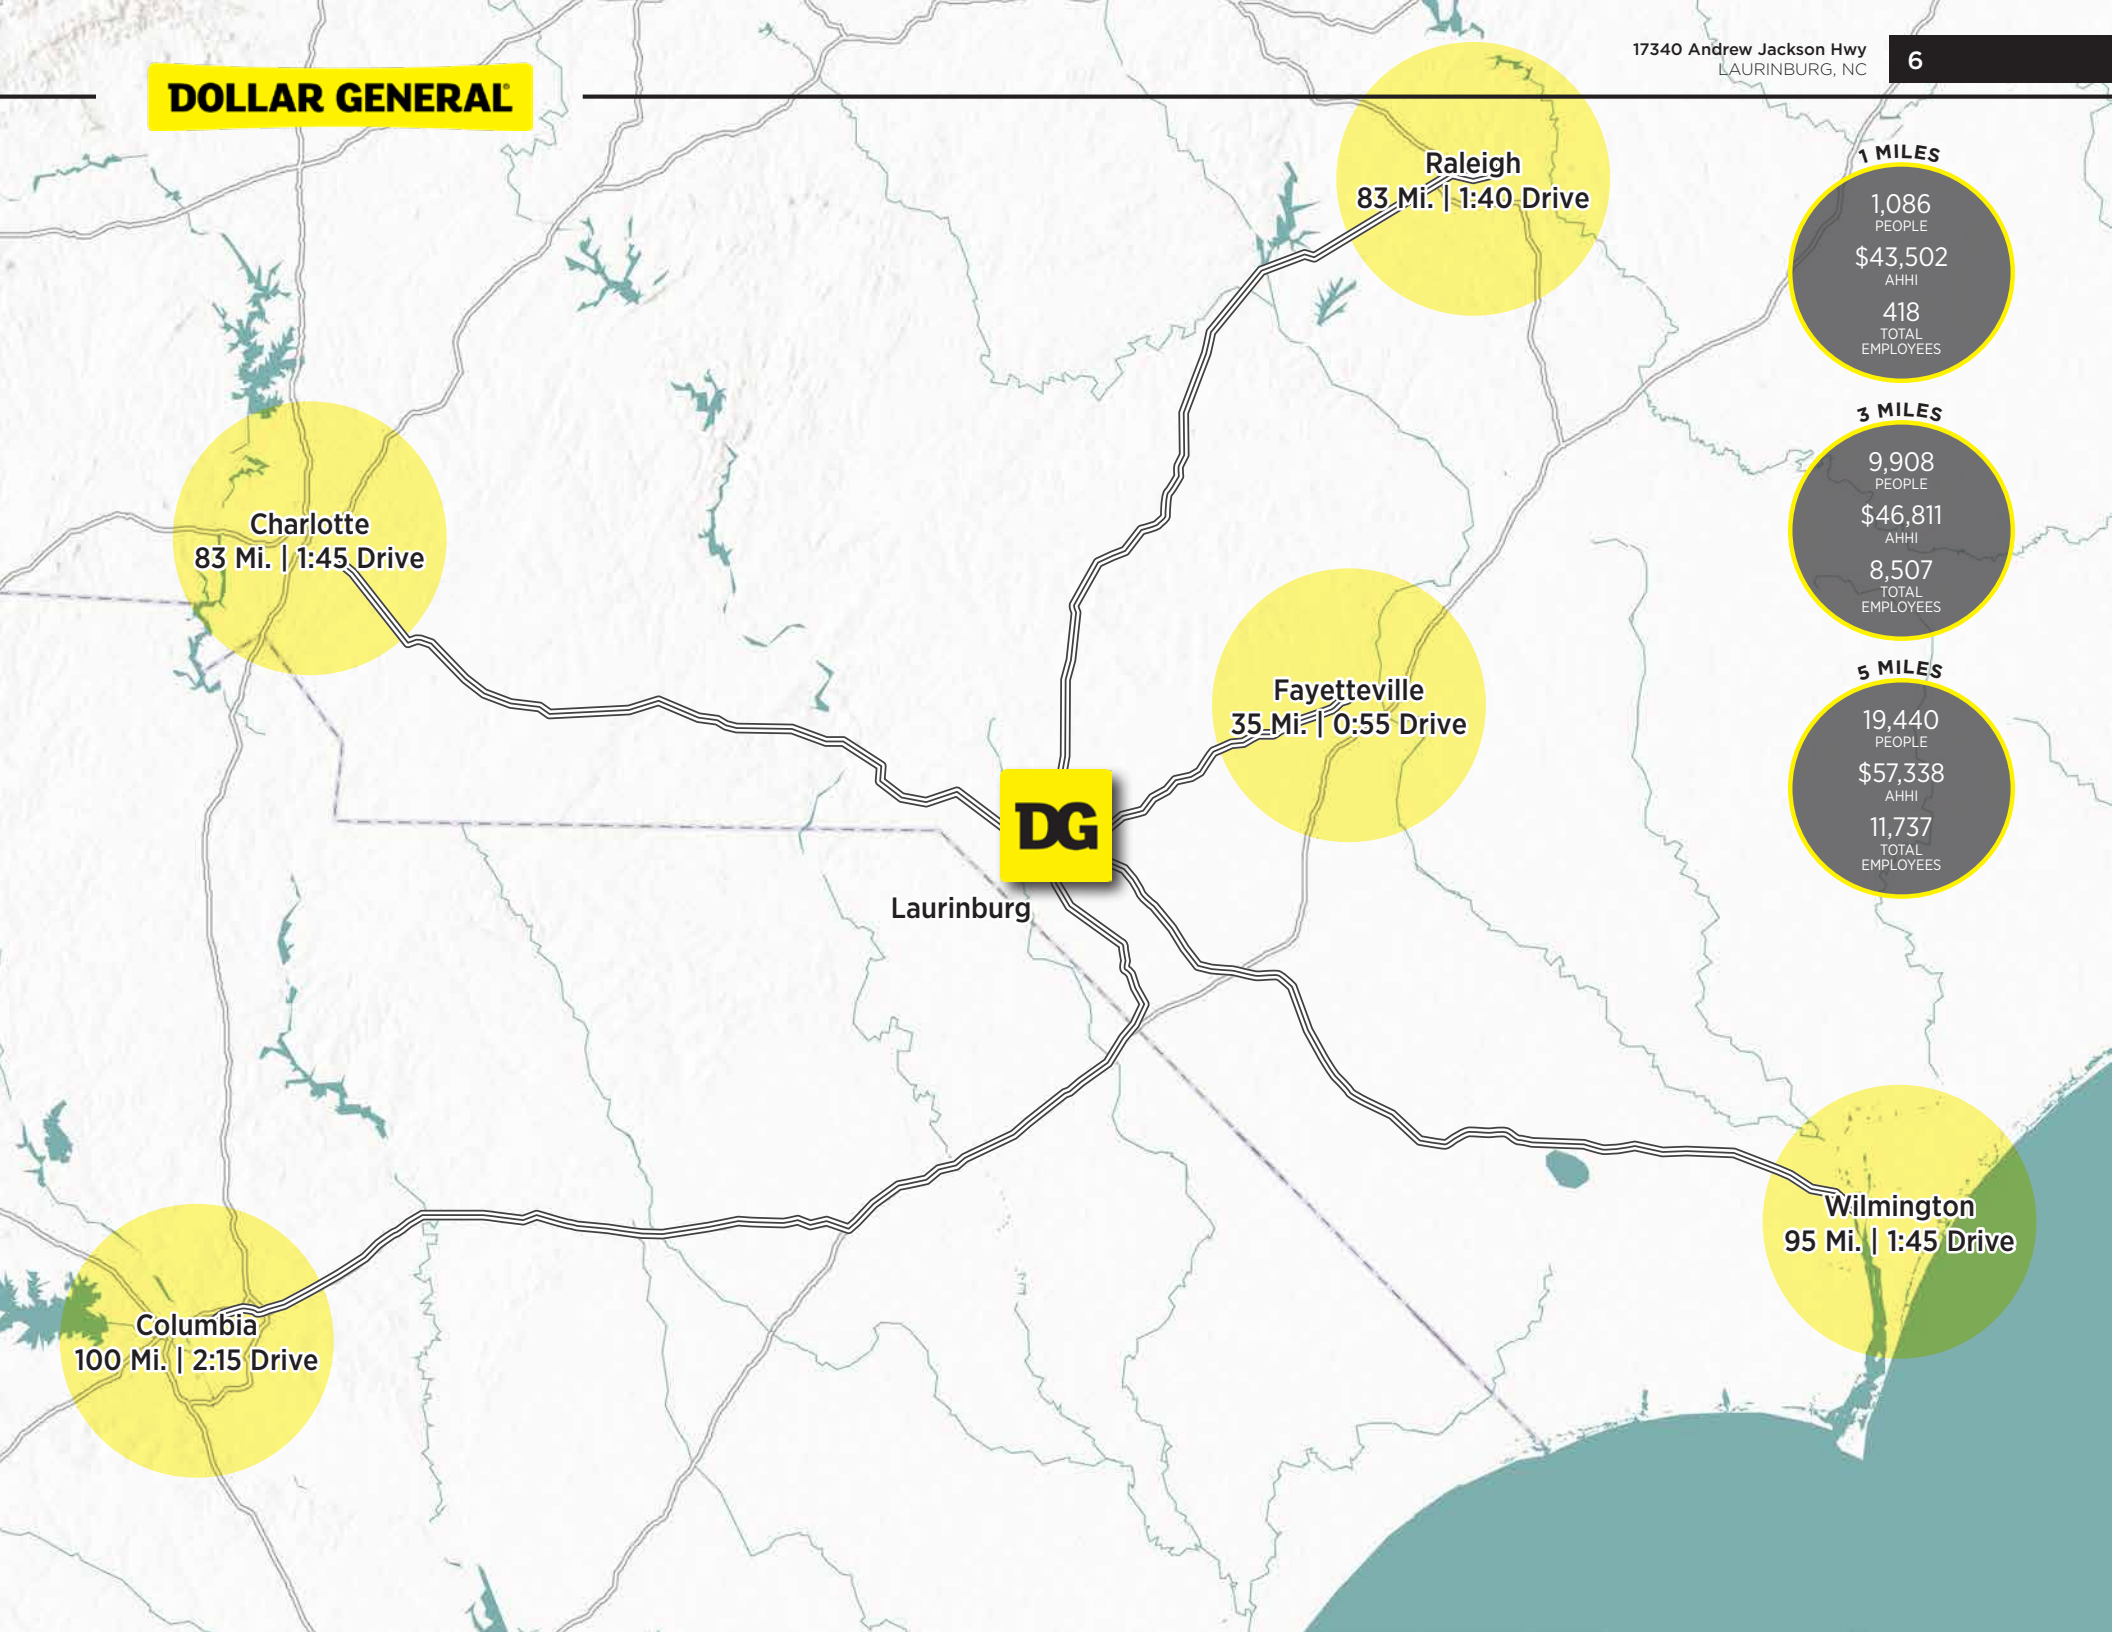 17340 Andrew Jackson Hwy
LAURINBURG, NC
6
DOLLAR GENERAL®
Raleigh
83 Mi. | 1:40 Drive
1 MILES
1,086
PEOPLE
$43,502
AHHI
418
TOTAL
EMPLOYEES
3 MILES
9,908
PEOPLE
$46,811
AHHI
8,507
TOTAL
EMPLOYEES
5 MILES
19,440
PEOPLE
$57,338
AHHI
11,737
TOTAL
EMPLOYEES
Charlotte
83 Mi. | 1:45 Drive
Fayetteville
35 Mi. | 0:55 Drive
DG
Laurinburg
Wilmington
95 Mi. | 1:45 Drive
Columbia
100 Mi. | 2:15 Drive